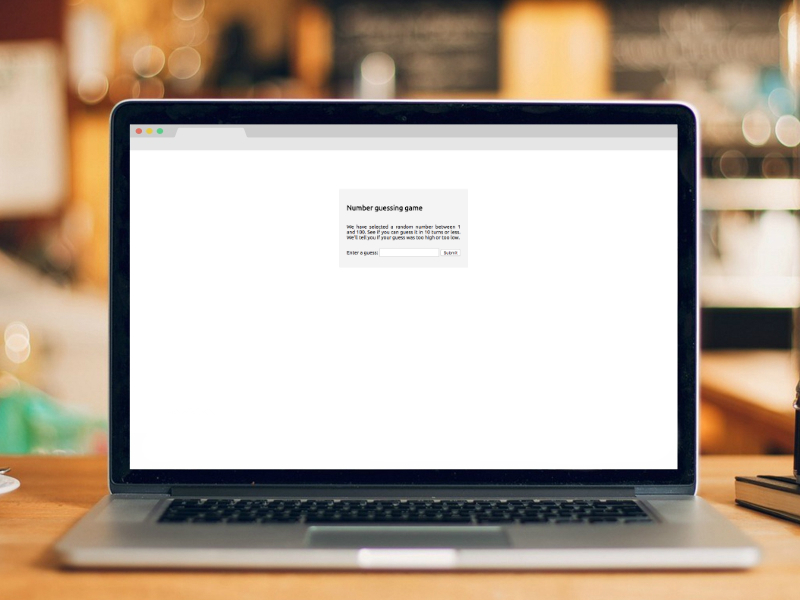 Number guessing game
We have selected a random number between 1
and 100. See if you can guess it in 10 turns or less.
We'll tell you if your guess was too high or too low.
Enter a guess: Submit